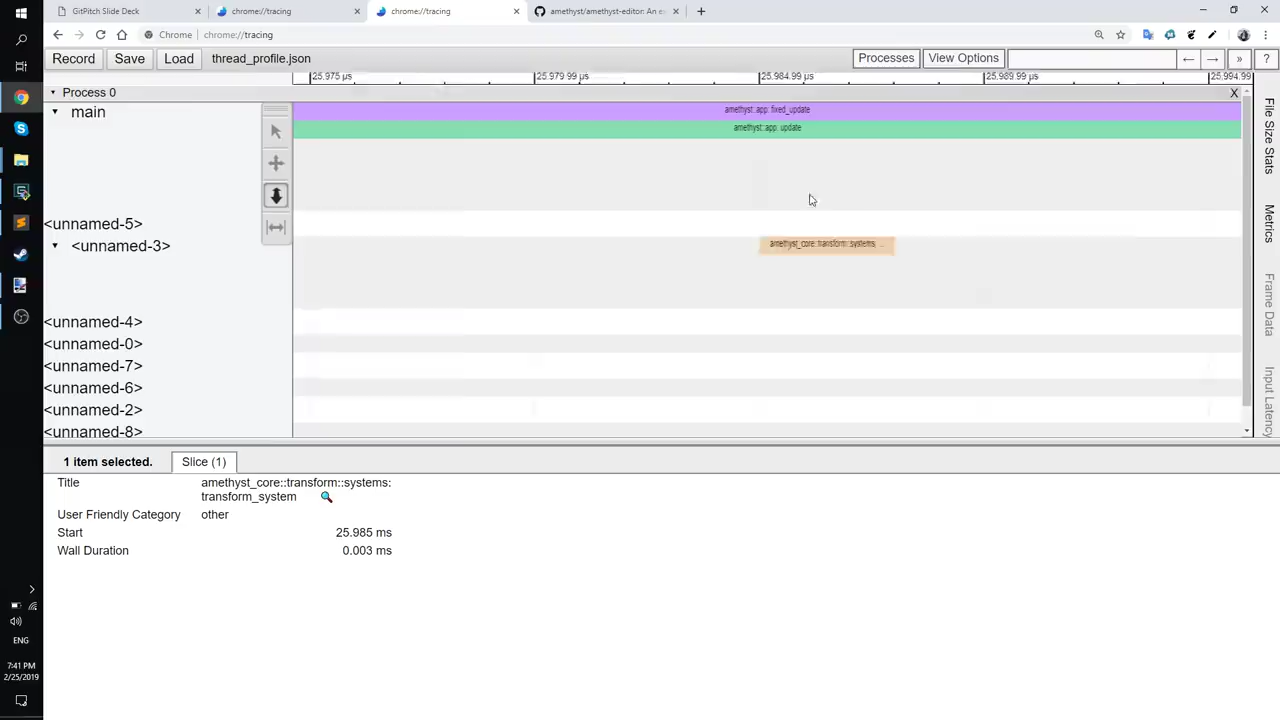 GitPitch Slide Deck
chrome://tracing
chrome://tracing
amethyst/amethyst-editor: An ex
Chrome
chrome://tracing
Record
Save
Load
thread_profile.json
Processes
View Options
←
→
»
?
25.975 µs
25.979.99 µs
25.984.99 µs
25.989.99 µs
25.994.99
Process 0
X
main
amethyst::app: fixed_update
amethyst::app: update
<unnamed-5>
<unnamed-3>
amethyst_core::transform::systems: ...
<unnamed-4>
<unnamed-0>
<unnamed-7>
<unnamed-6>
<unnamed-2>
<unnamed-8>
File Size Stats
Metrics
Frame Data
Input Latency
1 item selected.
Slice (1)
Title
amethyst_core::transform::systems:
transform_system
User Friendly Category
other
Start
25.985 ms
Wall Duration
0.003 ms
ENG
7:41 PM
2/25/2019